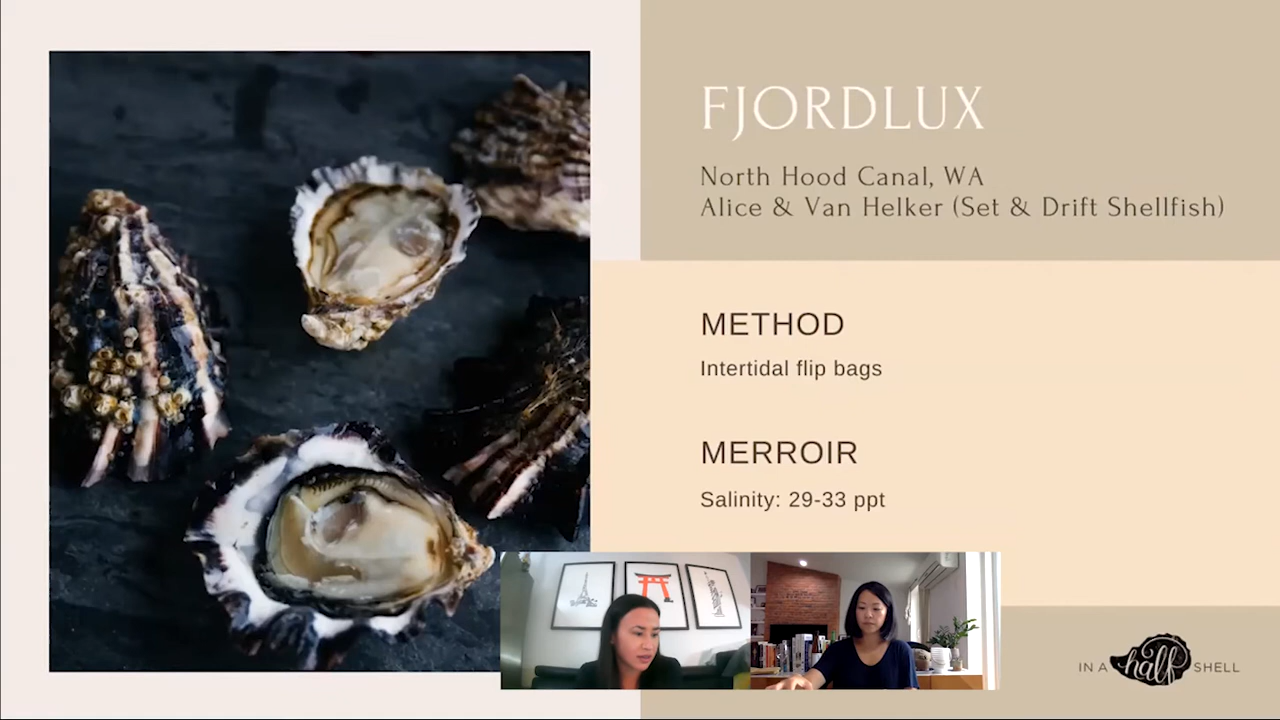 FJORDLUX
North Hood Canal, WA
Alice & Van Helker (Set & Drift Shellfish)
METHOD
Intertidal flip bags
MERROIR
Salinity: 29-33 ppt
IN A half SHELL